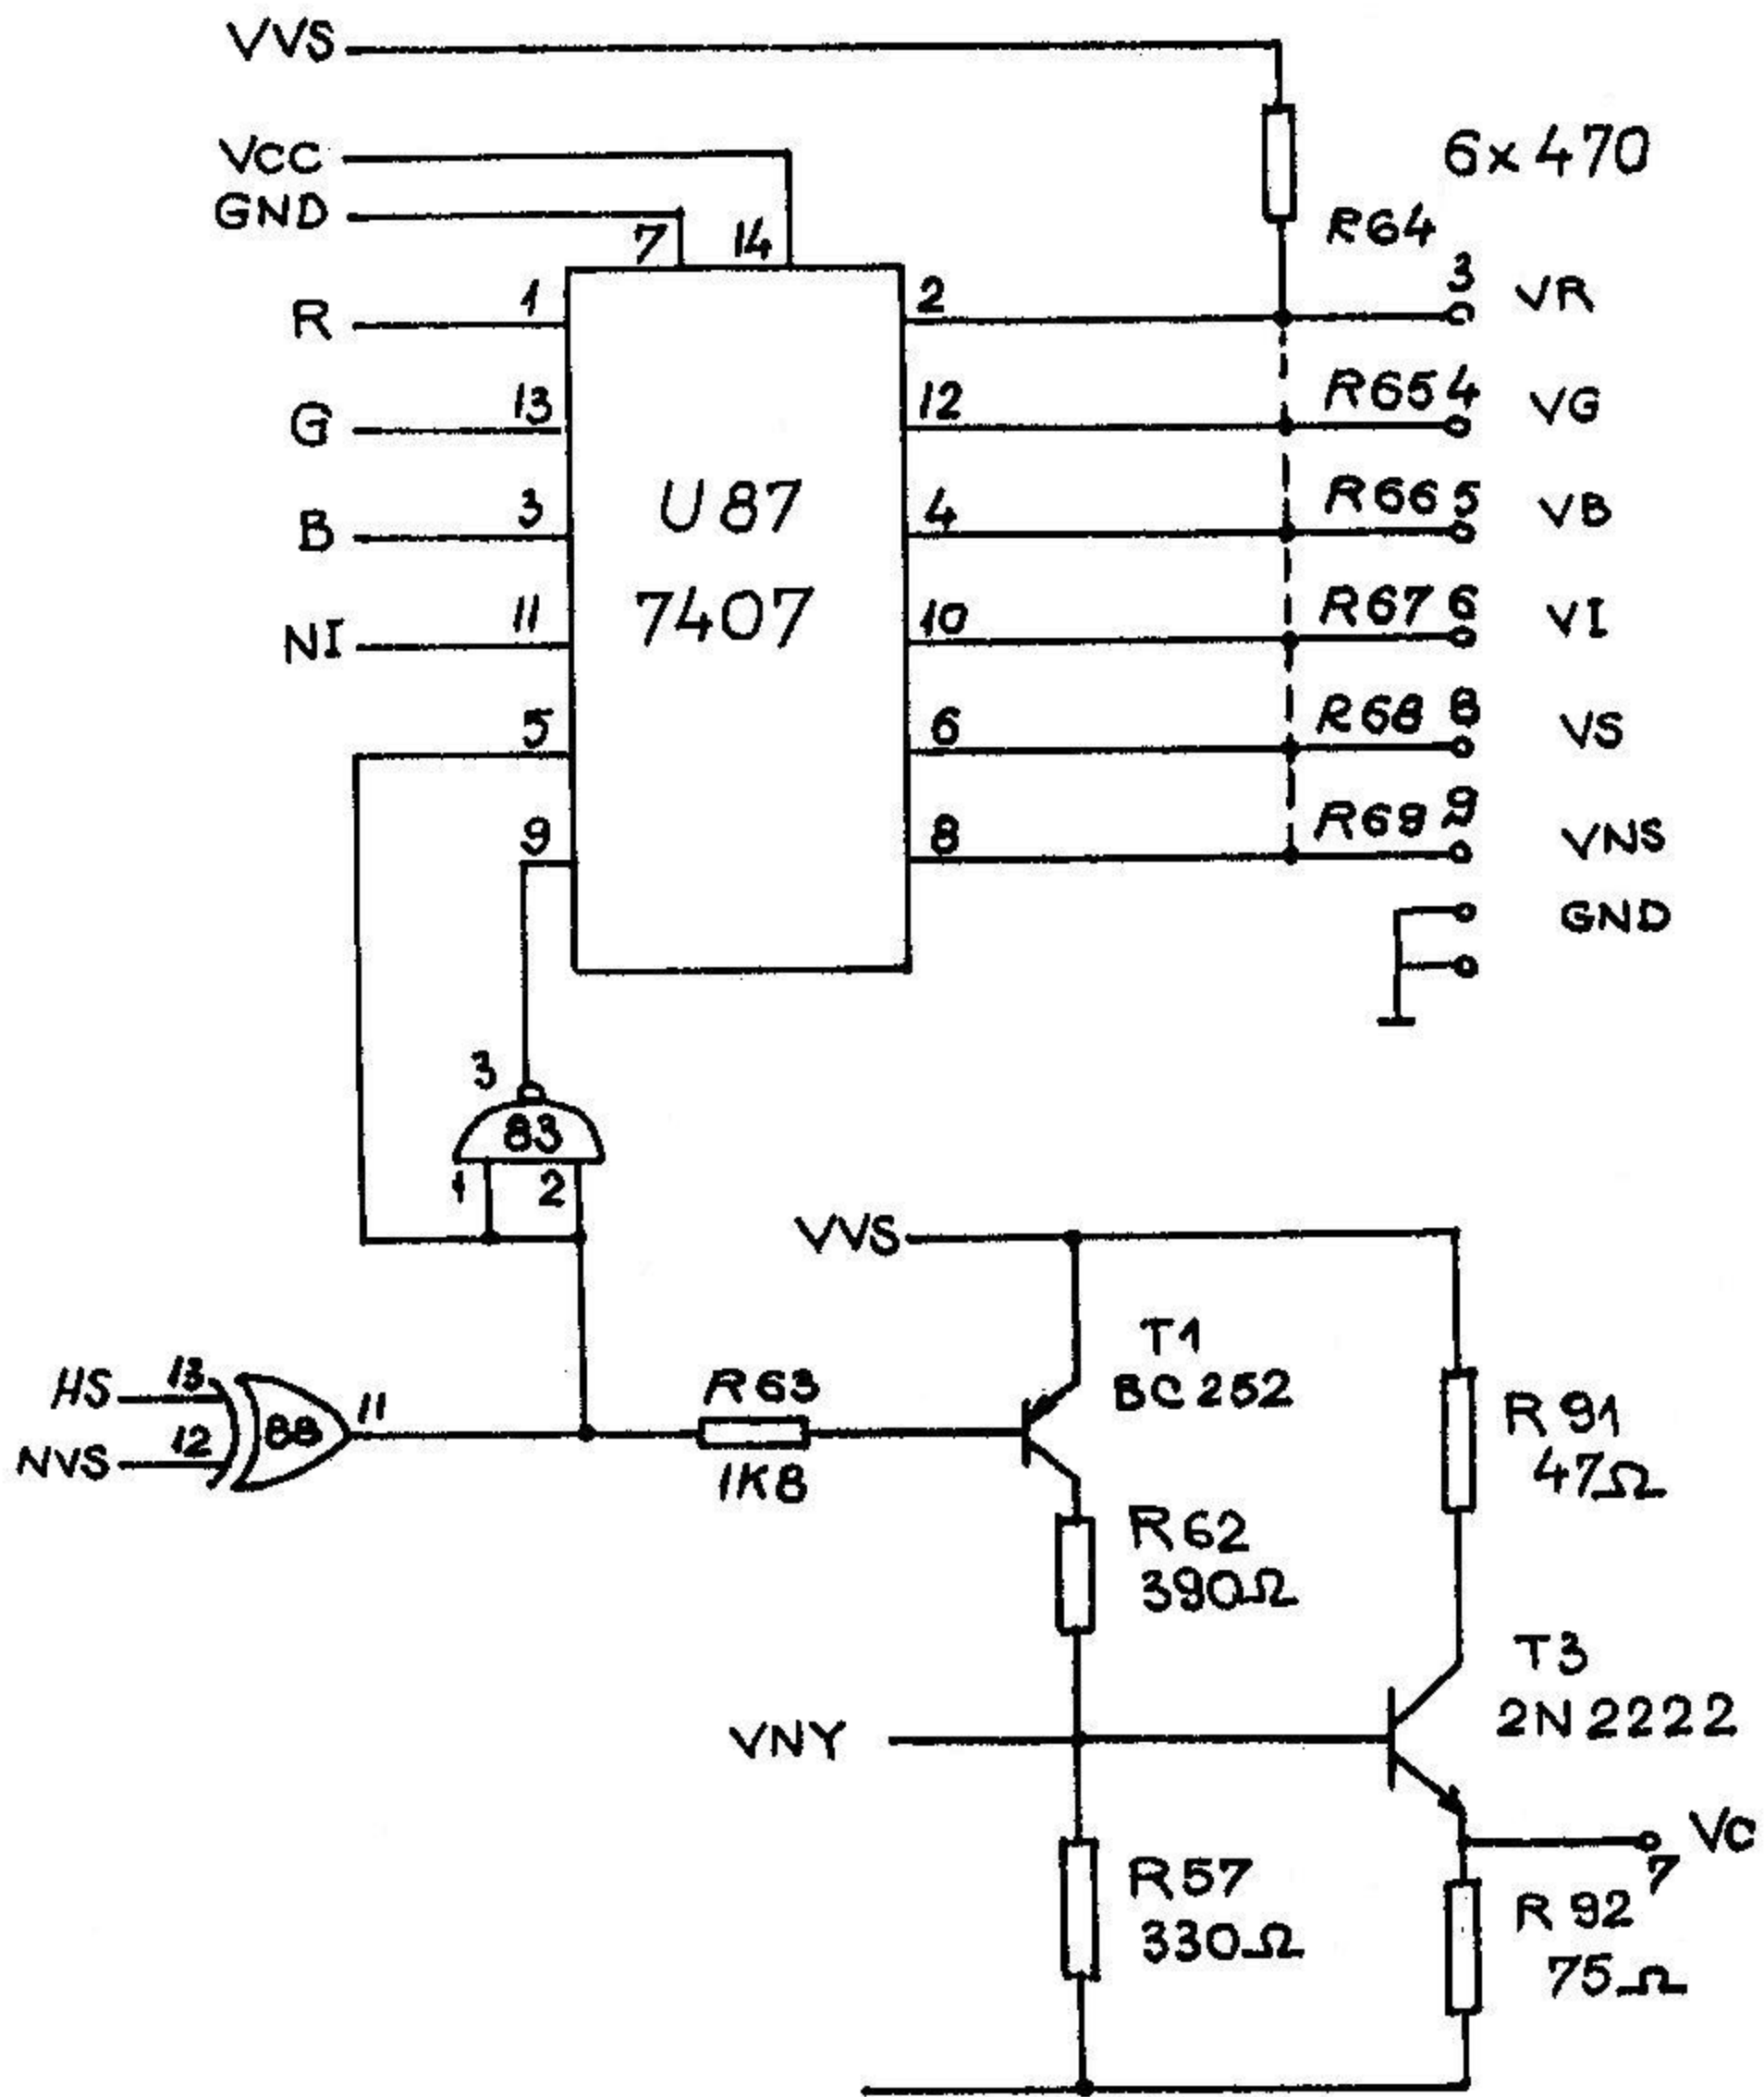 VVS
VCC
6x470
GND
7
14
R64
R
1
2
3
VR
G
13
12
R65
4
VG
B
3
U87
4
R66
5
VB
NI
11
7407
10
R67
6
VI
5
6
R68
8
VS
9
8
R69
9
VNS
GND
3
83
1
2
VVS
T1
BC252
HS
13
88
11
R63
R 91
NVS
12
1K8
47Ω
R62
390Ω
T3
2N2222
VNY
VC
7
R57
R 92
330Ω
75Ω